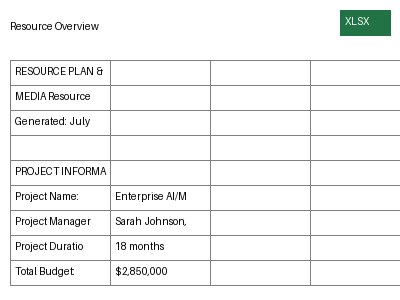 Resource Overview
XLSX
RESOURCE PLAN &
MEDIA Resource
Generated: July
PROJECT INFORMA
Project Name: Enterprise AI/M
Project Manager Sarah Johnson,
Project Duratio 18 months
Total Budget: $2,850,000